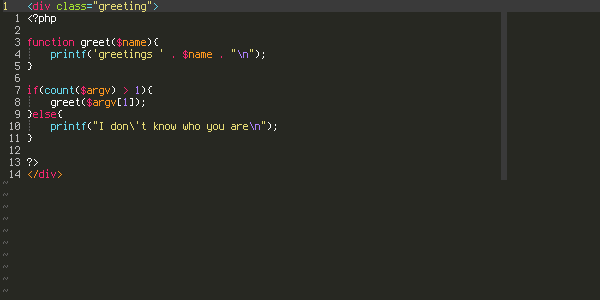 1 <div class="greeting">
1 <?php
2
3 function greet($name){
4 printf('greetings ' . $name . "\n");
5 }
6
7 if(count($argv) > 1){
8 greet($argv[1]);
9 }else{
10 printf("I don\'t know who you are\n");
11 }
12
13 ?>
14 </div>
~
~
~
~
~
~
~
~
~
~